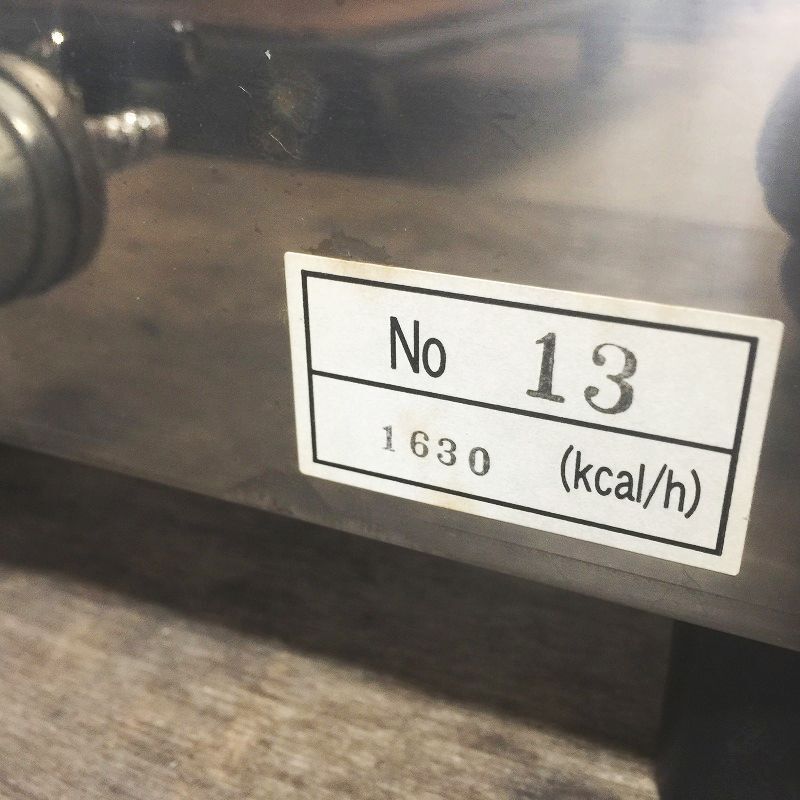 No 13
1630 (kcal/h)